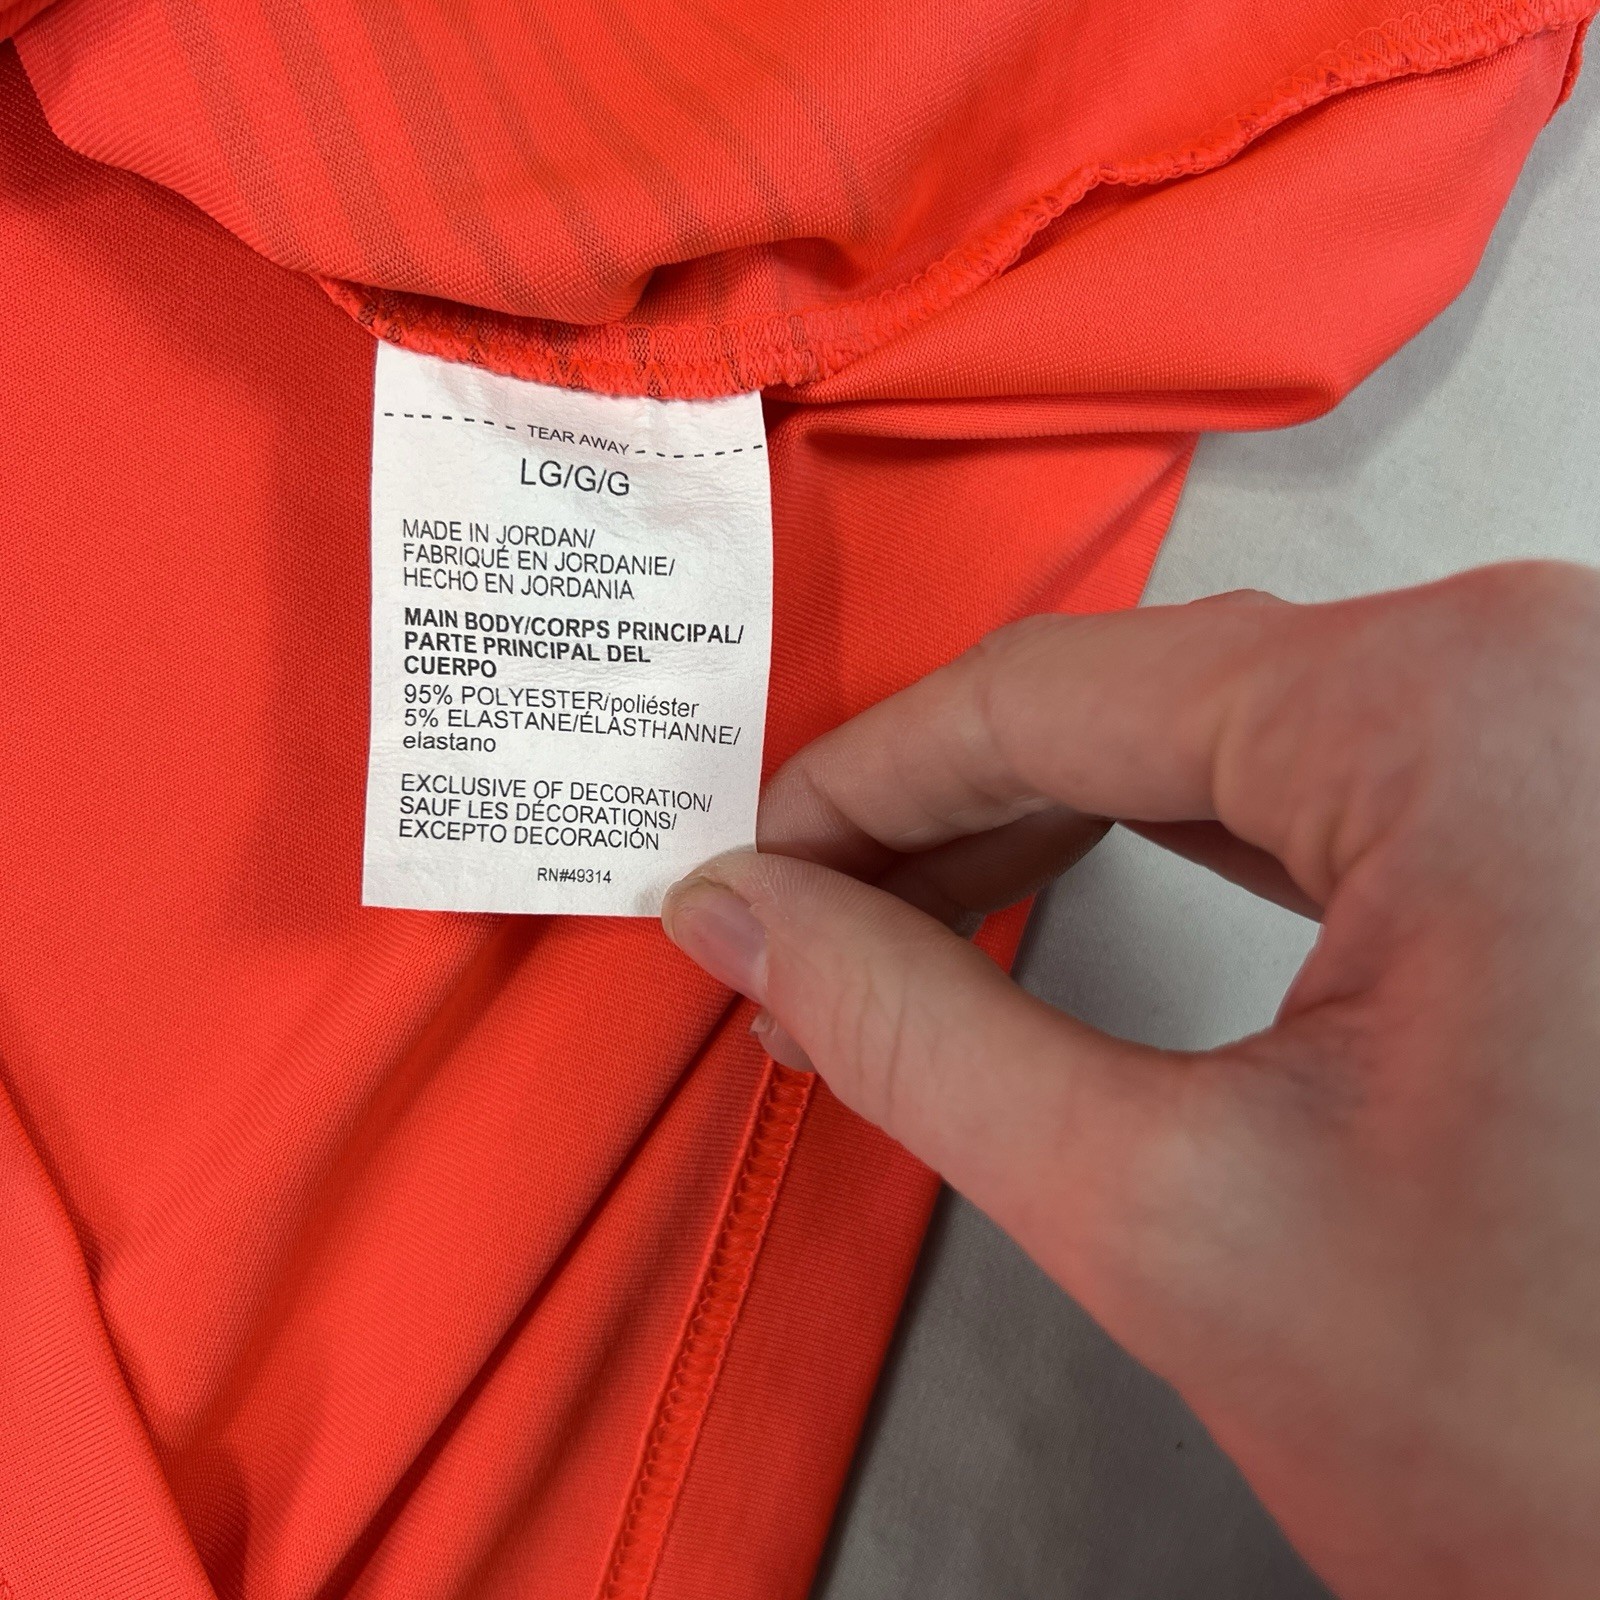 TEAR AWAY
LG/G/G
MADE IN JORDAN/
FABRIQUÉ EN JORDANIE/
HECHO EN JORDANIA
MAIN BODY/CORPS PRINCIPAL/
PARTE PRINCIPAL DEL
CUERPO
95% POLYESTER/poliéster
5% ELASTANE/ÉLASTHANNE/
elastano
EXCLUSIVE OF DECORATION/
SAUF LES DÉCORATIONS/
EXCEPTO DECORACIÓN
RN#49314